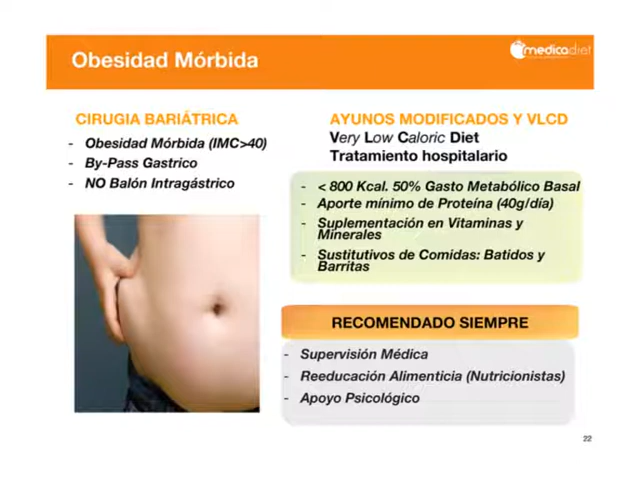 Obesidad Mórbida
medicadiet
CIRUGIA BARIÁTRICA
- Obesidad Mórbida (IMC>40)
- By-Pass Gastrico
- NO Balón Intragástrico
AYUNOS MODIFICADOS Y VLCD
Very Low Caloric Diet
Tratamiento hospitalario
- < 800 Kcal. 50% Gasto Metabólico Basal
- Aporte mínimo de Proteína (40g/día)
- Suplementación en Vitaminas y
Minerales
- Sustitutivos de Comidas: Batidos y
Barritas
RECOMENDADO SIEMPRE
- Supervisión Médica
- Reeducación Alimenticia (Nutricionistas)
- Apoyo Psicológico
22